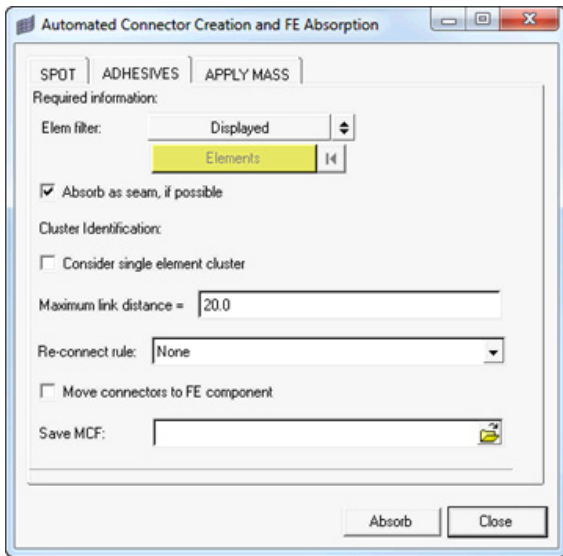 Automated Connector Creation and FE Absorption
SPOT ADHESIVES APPLY MASS
Required information:
Elem filter: Displayed
Elements
Absorb as seam, if possible
Cluster Identification:
Consider single element cluster
Maximum link distance = 20.0
Re-connect rule: None
Move connectors to FE component
Save MCF:
Absorb Close